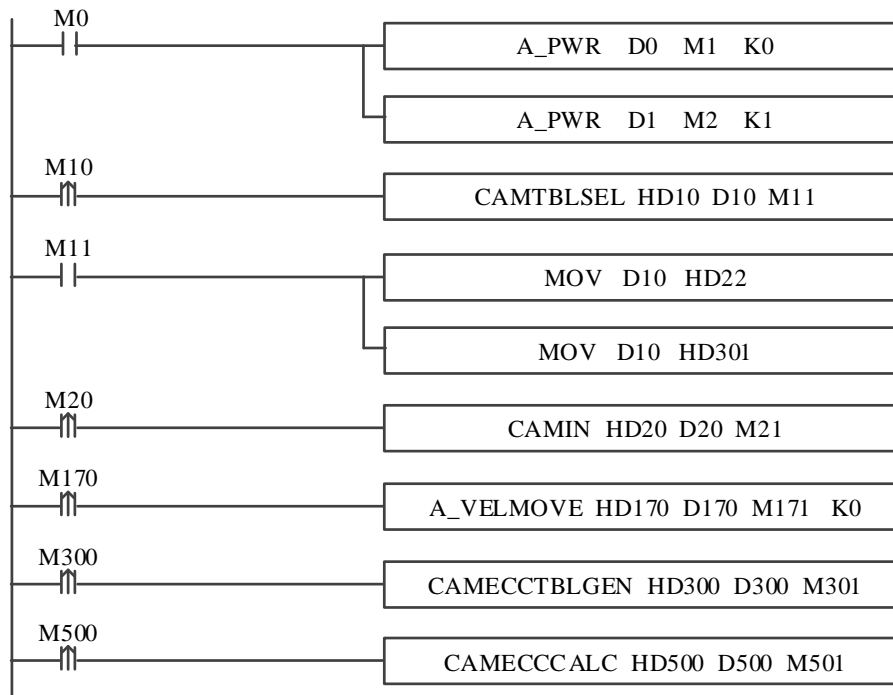 M0
A_PWR D0 M1 K0
A_PWR D1 M2 K1
M10
CAMTBLSEL HD10 D10 M11
M11
MOV D10 HD22
MOV D10 HD301
M20
CAMIN HD20 D20 M21
M170
A_VELMOVE HD170 D170 M171 K0
M300
CAMECCTBLGEN HD300 D300 M301
M500
CAMECCCALC HD500 D500 M501